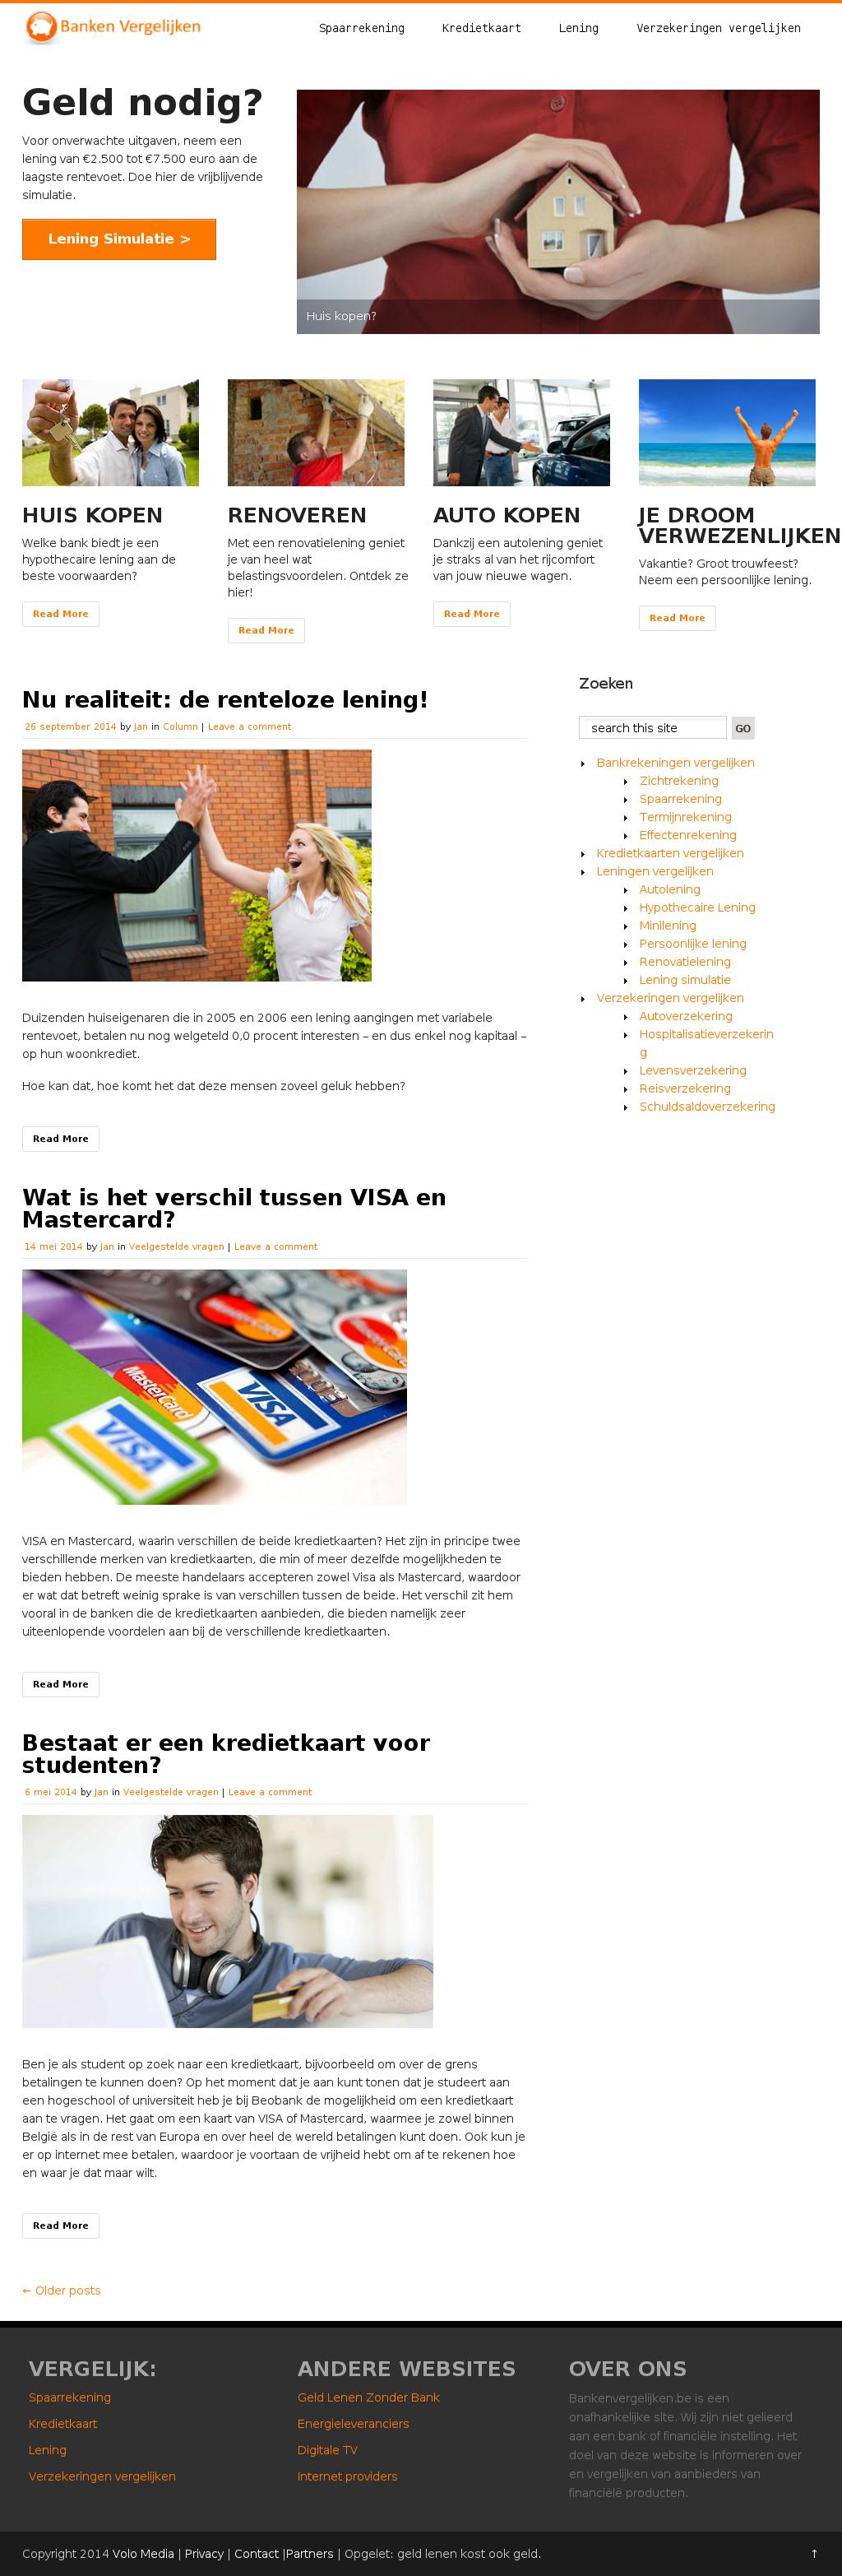 Banken Vergelijken
Spaarrekening
Kredietkaart
Lening
Verzekeringen vergelijken
Geld nodig?
Voor onverwachte uitgaven, neem een
lening van €2.500 tot €7.500 euro aan de
laagste rentevoet. Doe hier de vrijblijvende
simulatie.
Lening Simulatie >
Huis kopen?
HUIS KOPEN
Welke bank biedt je een
hypothecaire lening aan de
beste voorwaarden?
Read More
RENOVEREN
Met een renovatielening geniet
je van heel wat
belastingsvoordelen. Ontdek ze
hier!
Read More
AUTO KOPEN
Dankzij een autolening geniet
je straks al van het rijcomfort
van jouw nieuwe wagen.
Read More
JE DROOM
VERWEZENLIJKEN
Vakantie? Groot trouwfeest?
Neem een persoonlijke lening.
Read More
Nu realiteit: de renteloze lening!
26 september 2014 by Jan in Column | Leave a comment
Duizenden huiseigenaren die in 2005 en 2006 een lening aangingen met variabele
rentevoet, betalen nu nog welgeteld 0,0 procent interesten – en dus enkel nog kapitaal –
op hun woonkrediet.
Hoe kan dat, hoe komt het dat deze mensen zoveel geluk hebben?
Read More
Wat is het verschil tussen VISA en
Mastercard?
14 mei 2014 by Jan in Veelgestelde vragen | Leave a comment
MasterCard
VISA
VISA
VISA en Mastercard, waarin verschillen de beide kredietkaarten? Het zijn in principe twee
verschillende merken van kredietkaarten, die min of meer dezelfde mogelijkheden te
bieden hebben. De meeste handelaars accepteren zowel Visa als Mastercard, waardoor
er wat dat betreft weinig sprake is van verschillen tussen de beide. Het verschil zit hem
vooral in de banken die de kredietkaarten aanbieden, die bieden namelijk zeer
uiteenlopende voordelen aan bij de verschillende kredietkaarten.
Read More
Bestaat er een kredietkaart voor
studenten?
6 mei 2014 by Jan in Veelgestelde vragen | Leave a comment
Ben je als student op zoek naar een kredietkaart, bijvoorbeeld om over de grens
betalingen te kunnen doen? Op het moment dat je aan kunt tonen dat je studeert aan
een hogeschool of universiteit heb je bij Beobank de mogelijkheid om een kredietkaart
aan te vragen. Het gaat om een kaart van VISA of Mastercard, waarmee je zowel binnen
België als in de rest van Europa en over heel de wereld betalingen kunt doen. Ook kun je
er op internet mee betalen, waardoor je voortaan de vrijheid hebt om af te rekenen hoe
en waar je dat maar wilt.
Read More
← Older posts
Zoeken
search this site
GO
Bankrekeningen vergelijken
Zichtrekening
Spaarrekening
Termijnrekening
Effectenrekening
Kredietkaarten vergelijken
Leningen vergelijken
Autolening
Hypothecaire Lening
Minilening
Persoonlijke lening
Renovatielening
Lening simulatie
Verzekeringen vergelijken
Autoverzekering
Hospitalisatieverzekerin
g
Levensverzekering
Reisverzekering
Schuldsaldoverzekering
VERGELIJK:
Spaarrekening
Kredietkaart
Lening
Verzekeringen vergelijken
ANDERE WEBSITES
Geld Lenen Zonder Bank
Energieleveranciers
Digitale TV
Internet providers
OVER ONS
Bankenvergelijken.be is een
onafhankelijke site. Wij zijn niet gelieerd
aan een bank of financiële instelling. Het
doel van deze website is informeren over
en vergelijken van aanbieders van
financiëlë producten.
Copyright 2014 Volo Media | Privacy | Contact |Partners | Opgelet: geld lenen kost ook geld.
↑